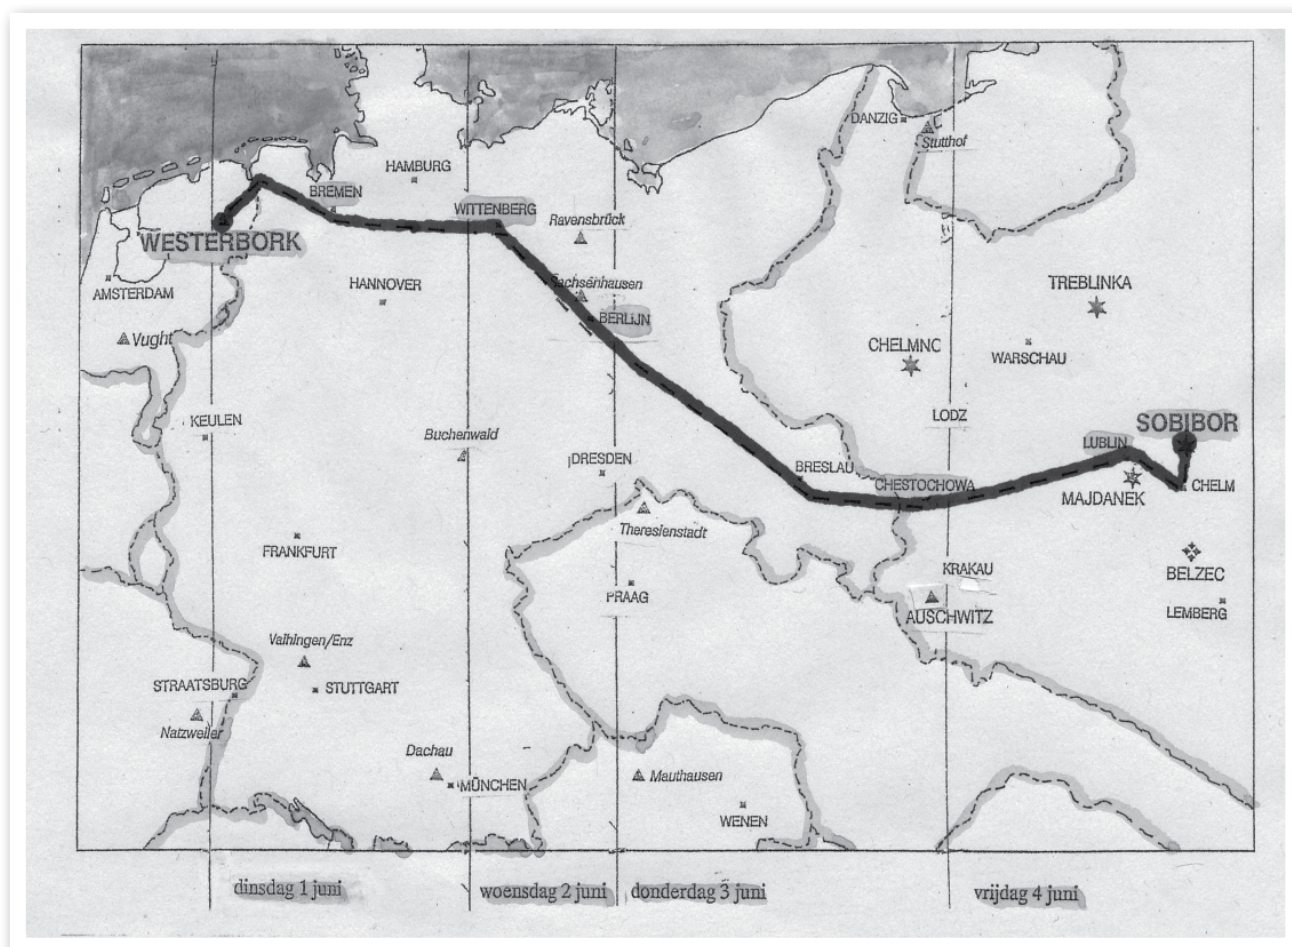 DANZIG
Stutthof
HAMBURG
BREMEN
WITTENBERG
Ravensbrück
WESTERBORK
Sachsenhausen
TREBLINKA
HANNOVER
AMSTERDAM
BERLIJN
Vught
CHELMNO
WARSCHAU
LODZ
KEULEN
SOBIBOR
Buchenwald
LUBLIN
DRESDEN
BRESLAU
CHESTOCHOWA
CHELM
MAJDANEK
Theresienstadt
FRANKFURT
KRAKAU
BELZEC
PRAAG
AUSCHWITZ
LEMBERG
Vaihingen/Enz
STRAATSBURG
STUTTGART
Natzweiler
Dachau
MÜNCHEN
Mauthausen
WENEN
dinsdag 1 juni
woensdag 2 juni
donderdag 3 juni
vrijdag 4 juni